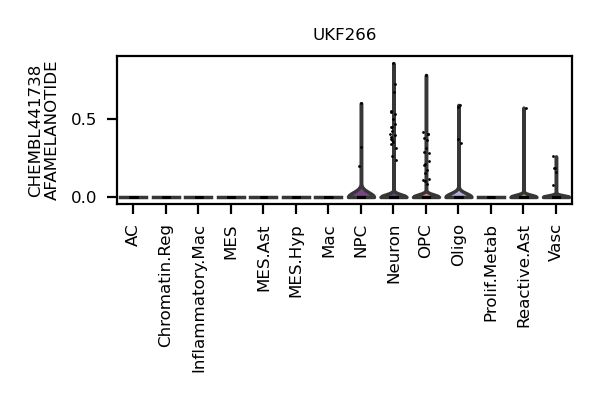 UKF266
CHEMBL441738
AFAMELANOTIDE
0.5
0.0
AC
Chromatin.Reg
Inflammatory.Mac
MES
MES.Ast
MES.Hyp
Mac
NPC
Neuron
OPC
Oligo
Prolif.Metab
Reactive.Ast
Vasc